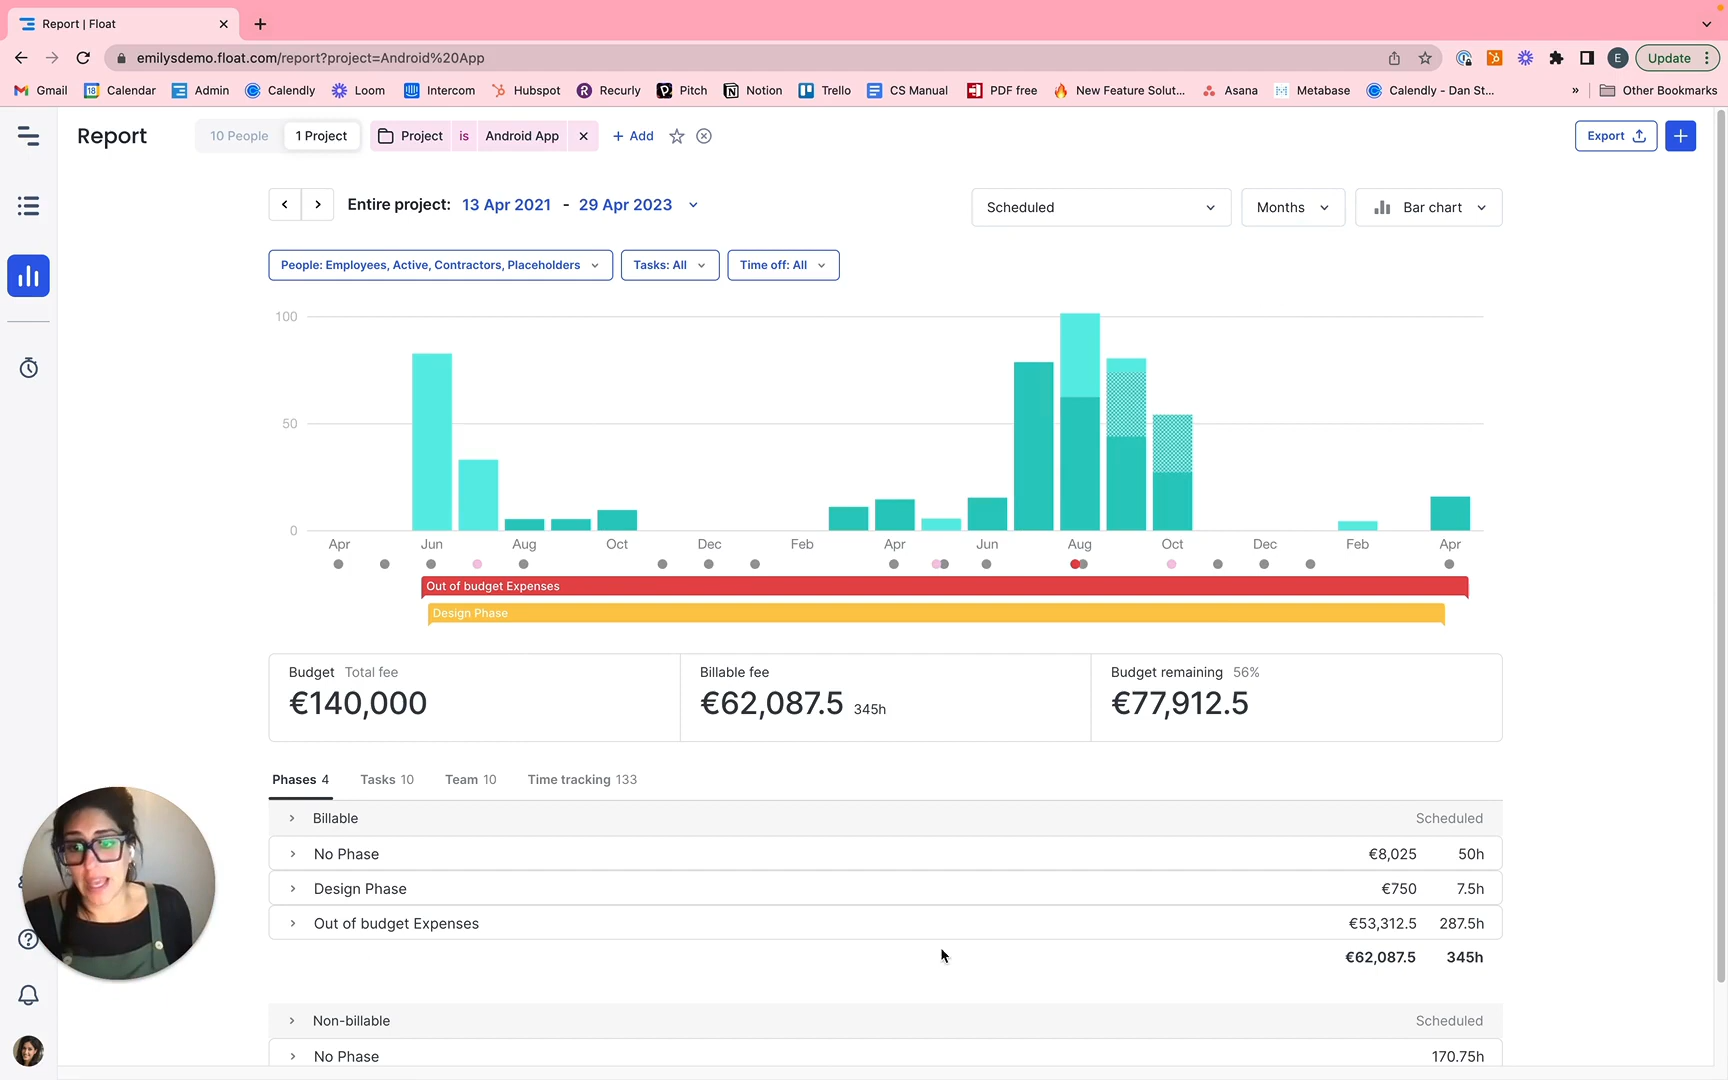 Report | Float
emilysdemo.float.com/report?project=Android%20App
E
Update
Gmail
Calendar
Admin
Calendly
Loom
Intercom
Hubspot
Recurly
Pitch
Notion
Trello
CS Manual
PDF free
New Feature Solut...
Asana
Metabase
Calendly - Dan St...
»
Other Bookmarks
Report
10 People
1 Project
Project is Android App
+ Add
Export
Entire project: 13 Apr 2021 - 29 Apr 2023
Scheduled
Months
Bar chart
People: Employees, Active, Contractors, Placeholders
Tasks: All
Time off: All
100
50
0
Apr Jun Aug Oct Dec Feb Apr Jun Aug Oct Dec Feb Apr
Out of budget Expenses
Design Phase
Budget Total fee
€140,000
Billable fee
€62,087.5 345h
Budget remaining 56%
€77,912.5
Phases 4
Tasks 10
Team 10
Time tracking 133
Billable Scheduled
No Phase €8,025 50h
Design Phase €750 7.5h
Out of budget Expenses €53,312.5 287.5h
€62,087.5 345h
Non-billable Scheduled
No Phase 170.75h